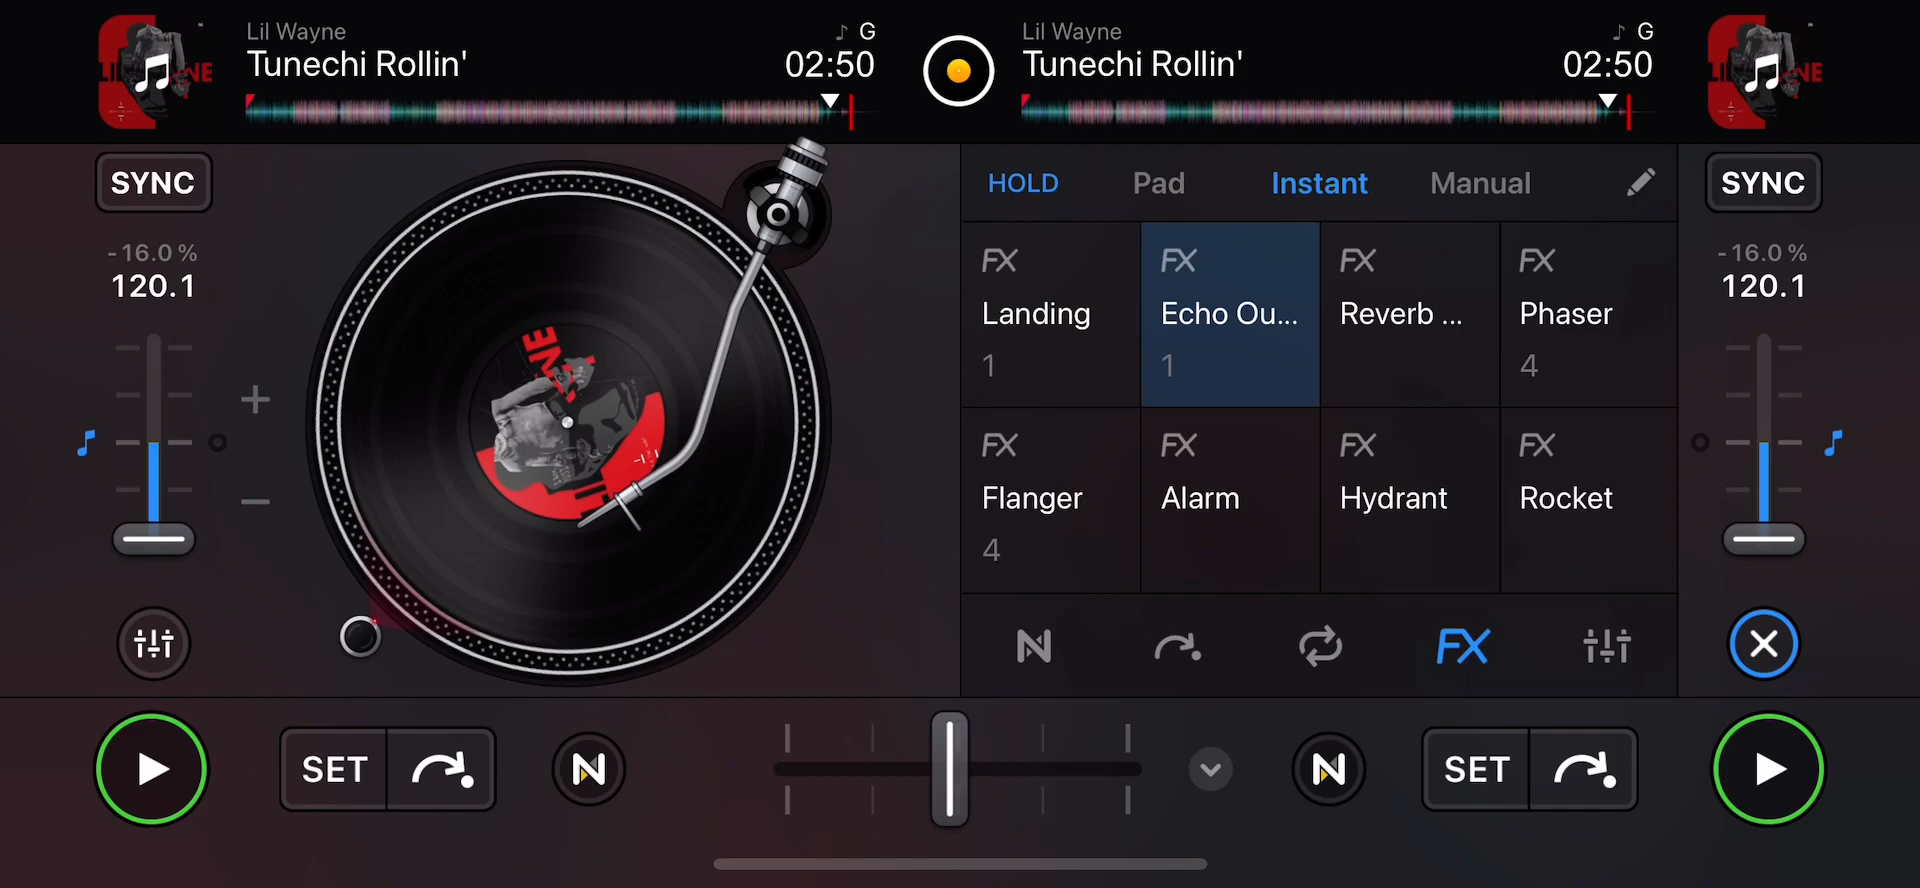 Lil Wayne
Tunechi Rollin'
G
02:50
Lil Wayne
Tunechi Rollin'
G
02:50
SYNC
-16.0 %
120.1
HOLD
Pad
Instant
Manual
FX
Landing
1
FX
Echo Ou...
1
FX
Reverb ...
FX
Phaser
4
FX
Flanger
4
FX
Alarm
FX
Hydrant
FX
Rocket
FX
SYNC
-16.0 %
120.1
SET
SET